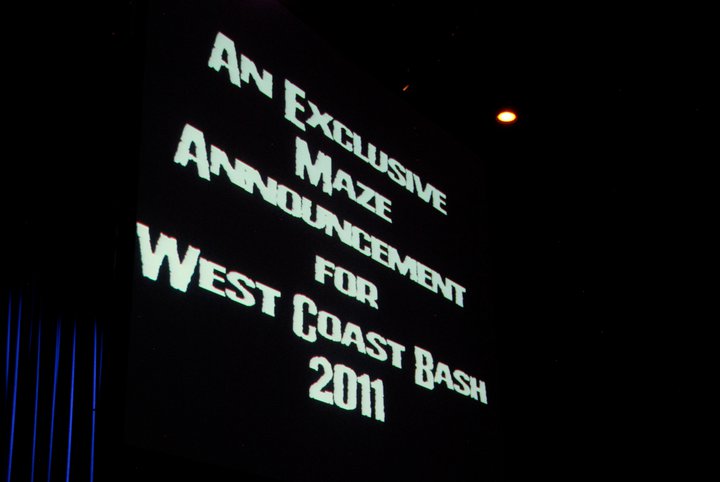 An Exclusive
Maze
Announcement
for
West Coast Bash
2011